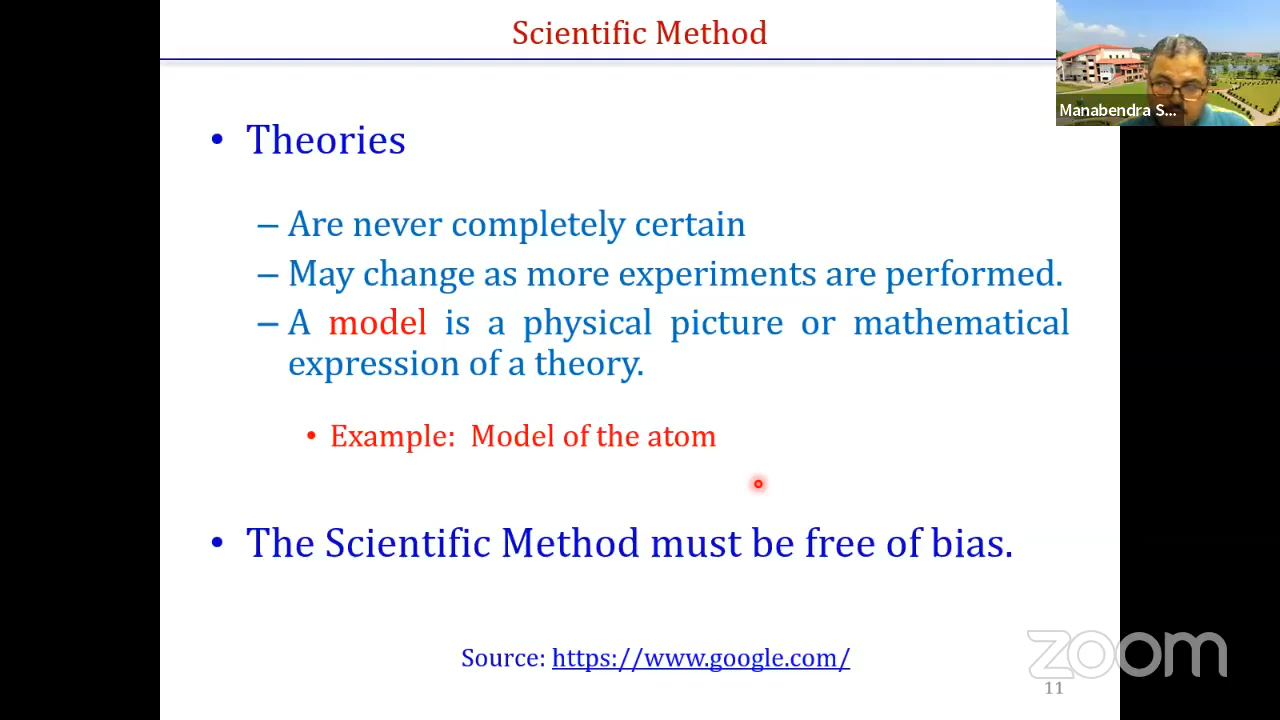 Scientific Method
Manabendra S...
• Theories
– Are never completely certain
– May change as more experiments are performed.
– A model is a physical picture or mathematical
expression of a theory.
• Example: Model of the atom
• The Scientific Method must be free of bias.
Source: https://www.google.com/
zoom
11